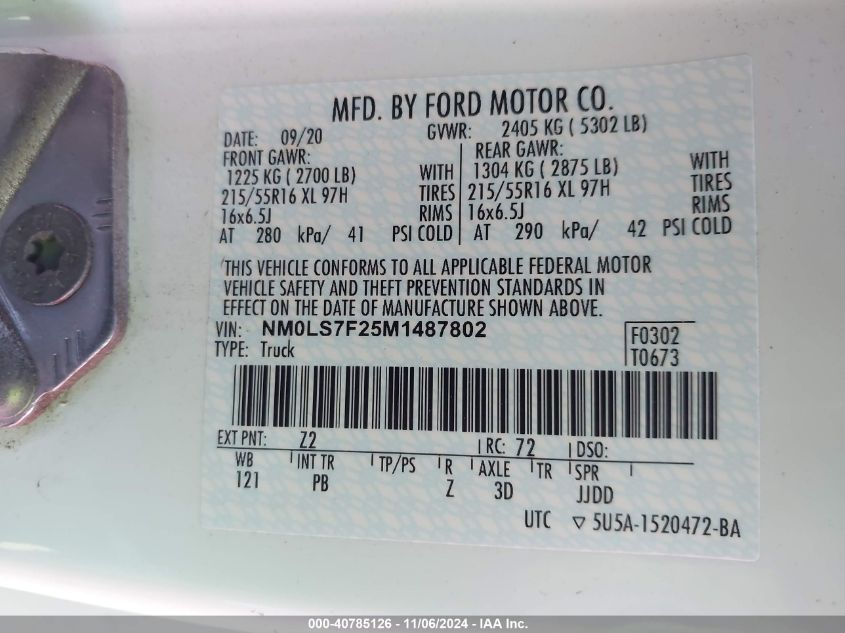 MFD. BY FORD MOTOR CO.
DATE: 09/20 GVWR: 2405 KG ( 5302 LB)
FRONT GAWR: REAR GAWR:
1225 KG ( 2700 LB) WITH 1304 KG ( 2875 LB) WITH
215/55R16 XL 97H TIRES 215/55R16 XL 97H TIRES
16x6.5J RIMS 16x6.5J RIMS
AT 280 kPa/ 41 PSI COLD AT 290 kPa/ 42 PSI COLD
THIS VEHICLE CONFORMS TO ALL APPLICABLE FEDERAL MOTOR
VEHICLE SAFETY AND THEFT PREVENTION STANDARDS IN
EFFECT ON THE DATE OF MANUFACTURE SHOWN ABOVE.
VIN: NM0LS7F25M1487802 F0302
TYPE: Truck T0673
EXT PNT: Z2 RC: 72 DSO:
WB INT TR TP/PS R AXLE TR SPR
121 PB Z 3D JJDD
UTC ▽ 5U5A-1520472-BA
000-40785126 - 11/06/2024 - IAA Inc.